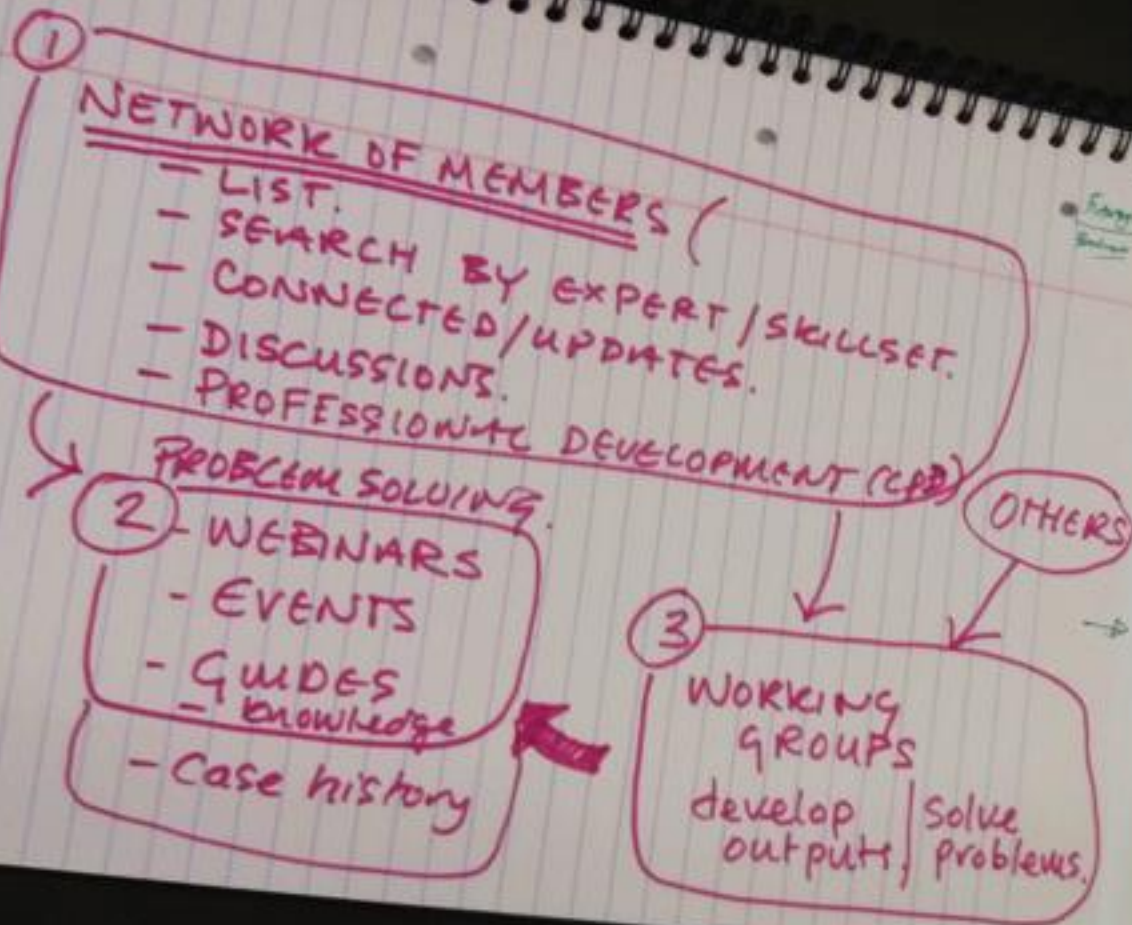 1
NETWORK OF MEMBERS (
- LIST.
- SEARCH BY EXPERT/SKILLSET.
- CONNECTED/UPDATES.
- DISCUSSIONS.
- PROFESSIONAL DEVELOPMENT (CPD)
PROBLEM SOLVING.
2
- WEBINARS
- EVENTS
- GUIDES
- knowledge
- Case history
OTHERS
3
WORKING
GROUPS
develop
outputs
solve
problems.